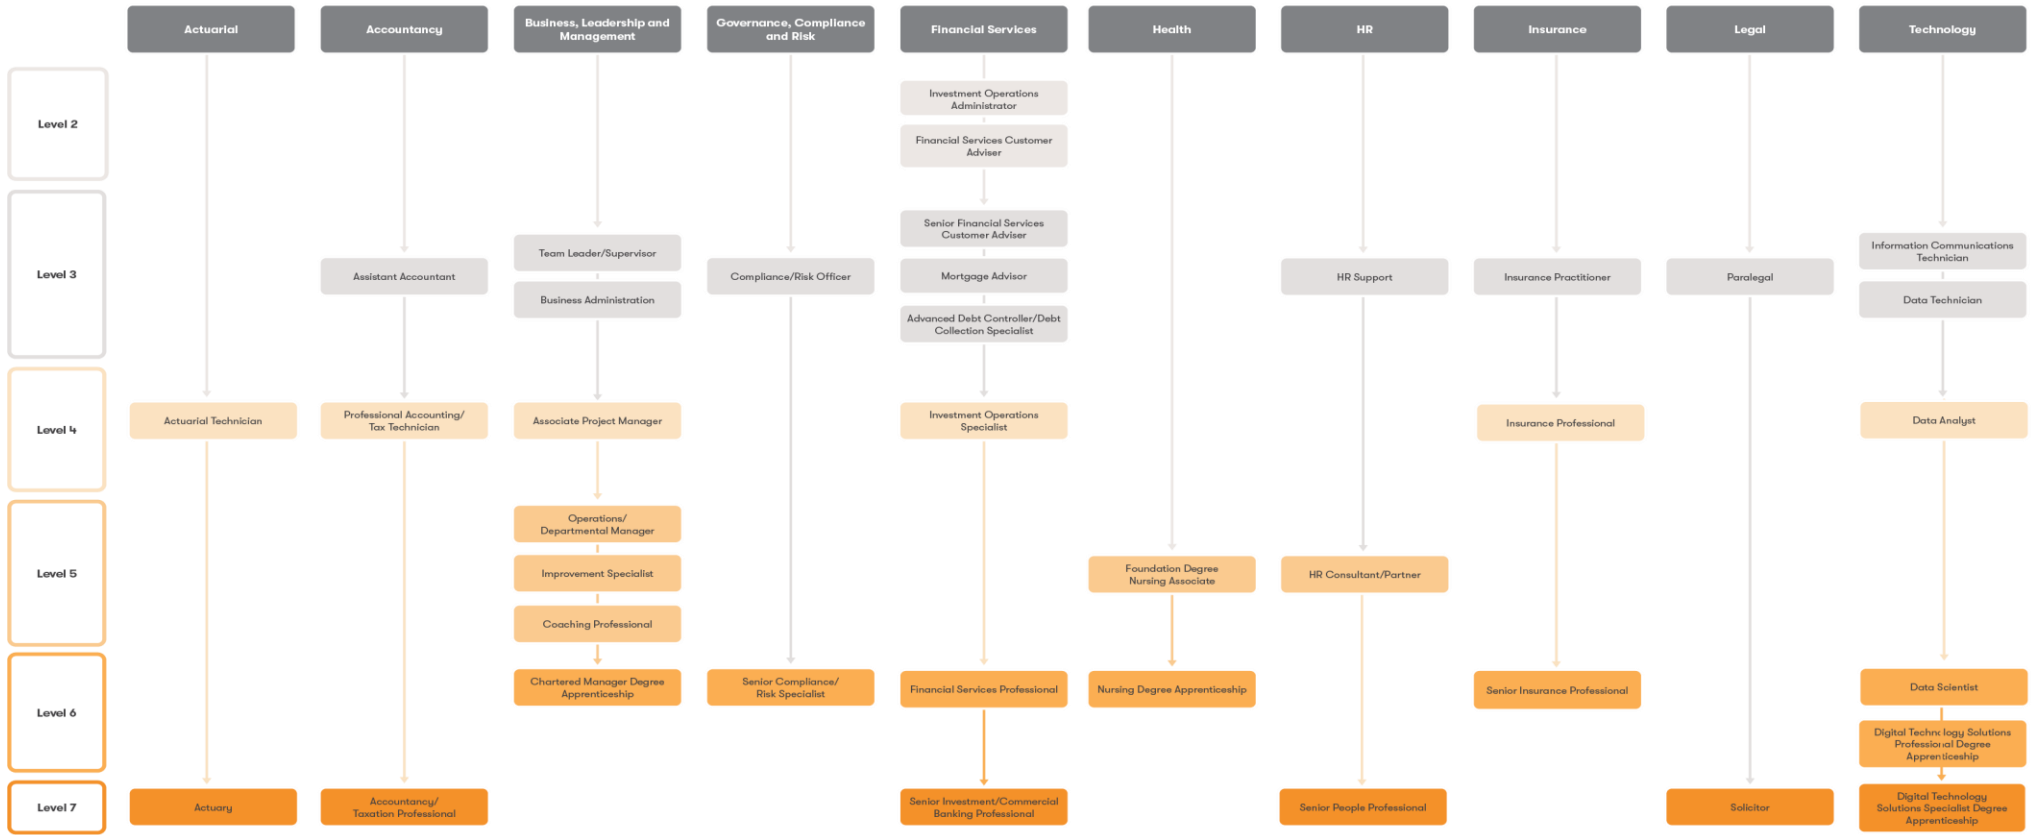 Actuarial
Accountancy
Business, Leadership and
Management
Governance, Compliance
and Risk
Financial Services
Health
HR
Insurance
Legal
Technology
Level 2
Investment Operations
Administrator
Financial Services Customer
Adviser
Level 3
Assistant Accountant
Team Leader/Supervisor
Business Administration
Compliance/Risk Officer
Senior Financial Services
Customer Adviser
Mortgage Advisor
Advanced Debt Controller/Debt
Collection Specialist
HR Support
Insurance Practitioner
Paralegal
Information Communications
Technician
Data Technician
Level 4
Actuarial Technician
Professional Accounting/
Tax Technician
Associate Project Manager
Investment Operations
Specialist
Insurance Professional
Data Analyst
Level 5
Operations/
Departmental Manager
Improvement Specialist
Coaching Professional
Foundation Degree
Nursing Associate
HR Consultant/Partner
Level 6
Chartered Manager Degree
Apprenticeship
Senior Compliance/
Risk Specialist
Financial Services Professional
Nursing Degree Apprenticeship
Senior Insurance Professional
Data Scientist
Digital Technology Solutions
Professional Degree
Apprenticeship
Level 7
Actuary
Accountancy/
Taxation Professional
Senior Investment/Commercial
Banking Professional
Senior People Professional
Solicitor
Digital Technology
Solutions Specialist Degree
Apprenticeship